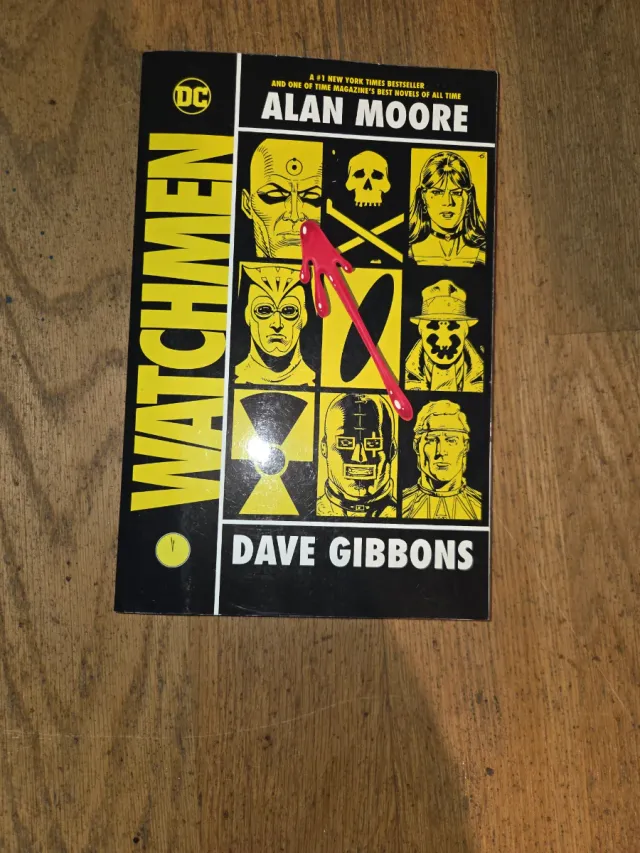 DC
A #1 NEW YORK TIMES BESTSELLER
AND ONE OF TIME MAGAZINE'S BEST NOVELS OF ALL TIME
ALAN MOORE
WATCHMEN
DAVE GIBBONS